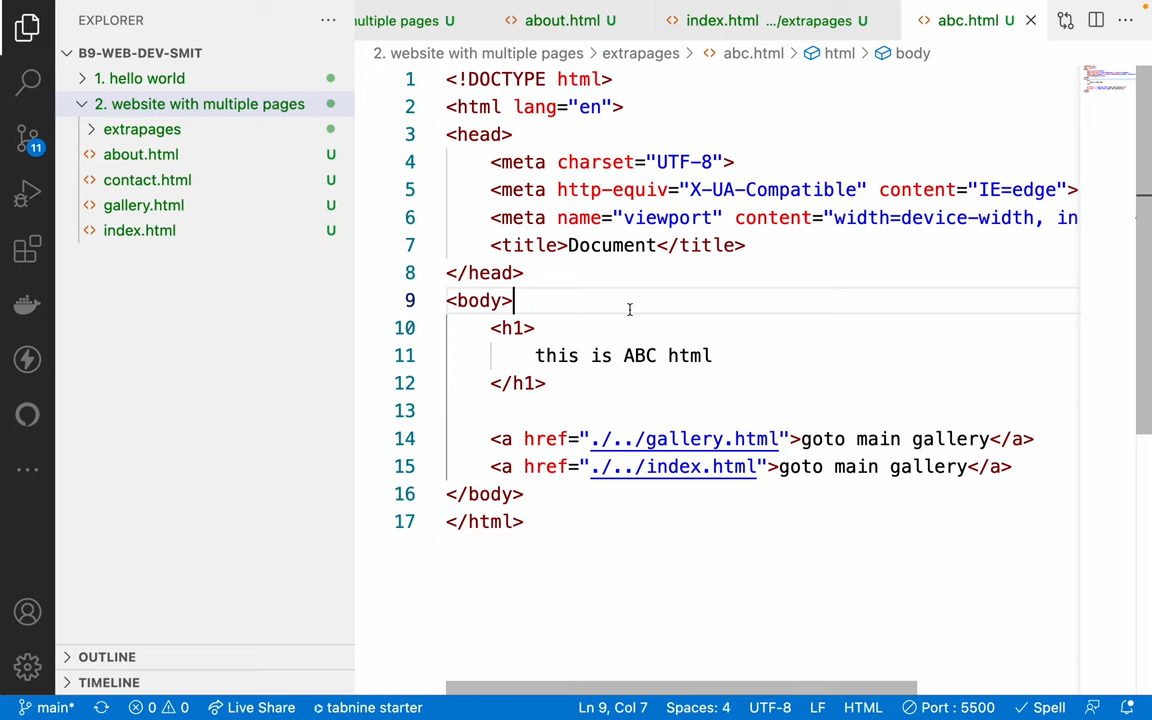 EXPLORER
B9-WEB-DEV-SMIT
1. hello world
2. website with multiple pages
extrapages
about.html U
contact.html U
gallery.html U
index.html U
11
OUTLINE
TIMELINE
ultiple pages U about.html U index.html .../extrapages U abc.html U
2. website with multiple pages > extrapages > abc.html > html > body
1 <!DOCTYPE html>
2 <html lang="en">
3 <head>
4 <meta charset="UTF-8">
5 <meta http-equiv="X-UA-Compatible" content="IE=edge">
6 <meta name="viewport" content="width=device-width, in
7 <title>Document</title>
8 </head>
9 <body>
10 <h1>
11 this is ABC html
12 </h1>
13
14 <a href="./../gallery.html">goto main gallery</a>
15 <a href="./../index.html">goto main gallery</a>
16 </body>
17 </html>
main* 0 0 Live Share tabnine starter Ln 9, Col 7 Spaces: 4 UTF-8 LF HTML Port : 5500 Spell